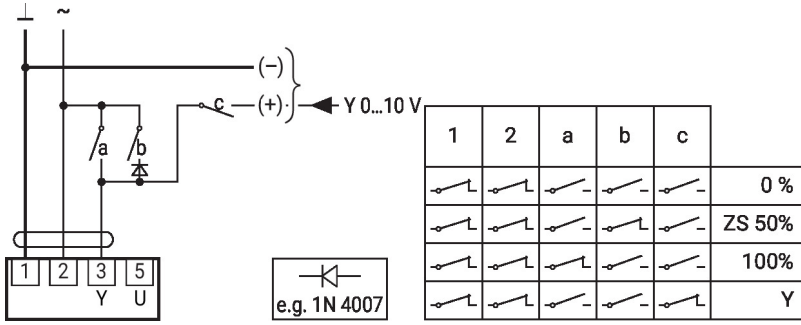 ⊥ ~
(–)
c (+) Y 0...10 V
a b
1 2 3 5
Y U
e.g. 1N 4007
1 2 a b c
0 %
ZS 50%
100%
Y